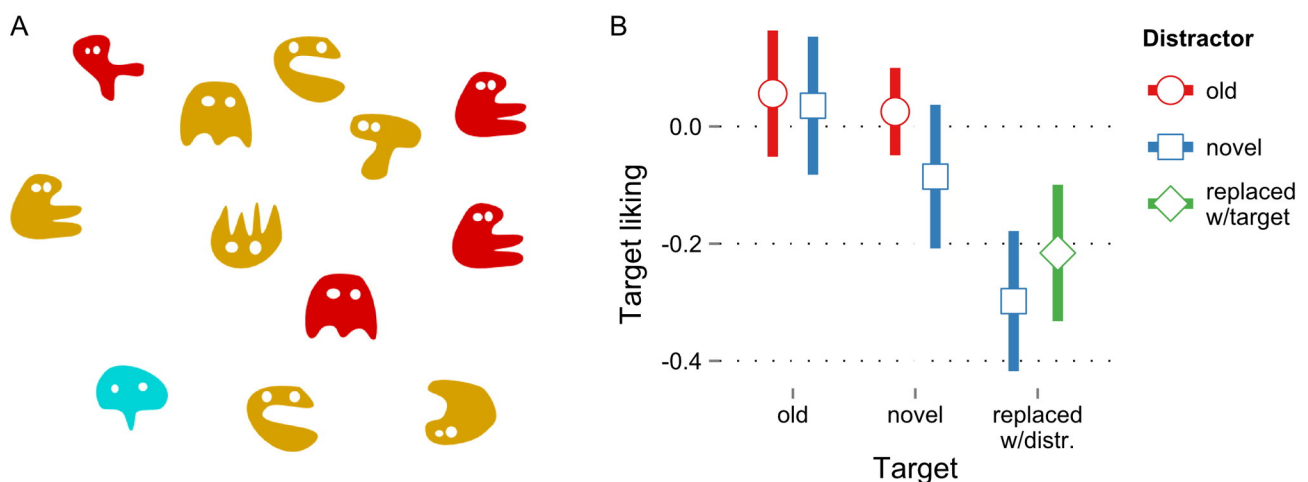 A
B
Target liking
0.0
-0.2
-0.4
old
novel
replaced
w/distr.
Target
Distractor
old
novel
replaced
w/target